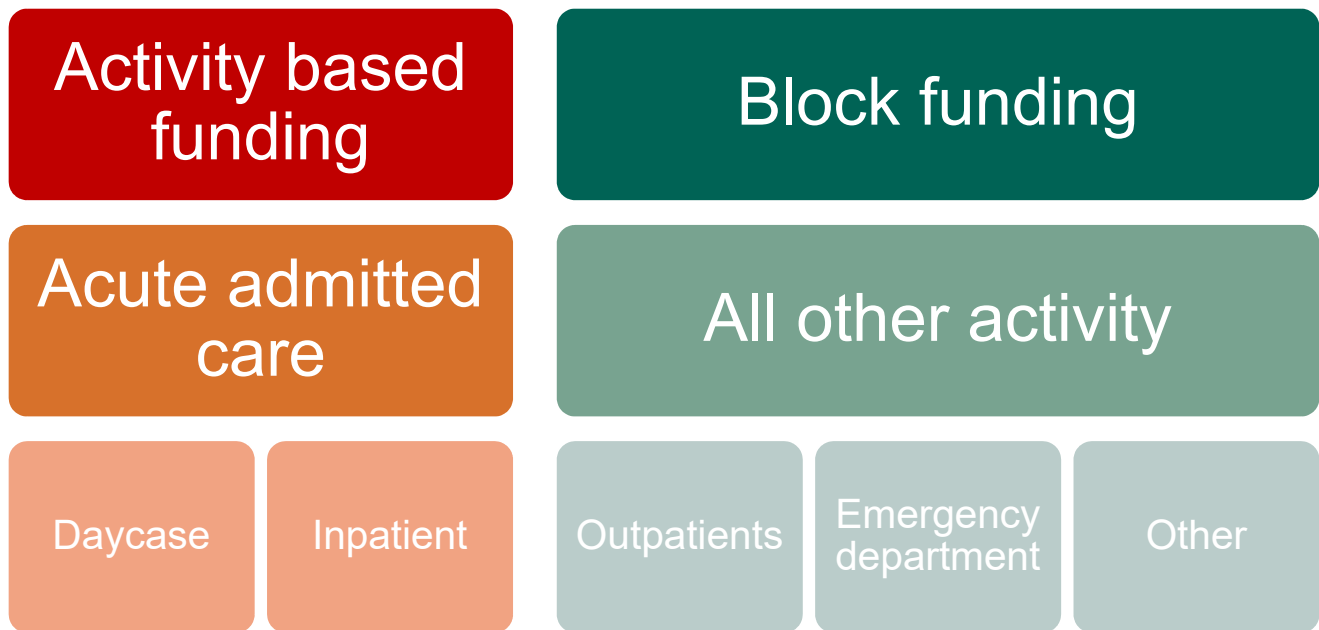 Activity based
funding
Block funding
Acute admitted
care
All other activity
Daycase
Inpatient
Outpatients
Emergency
department
Other